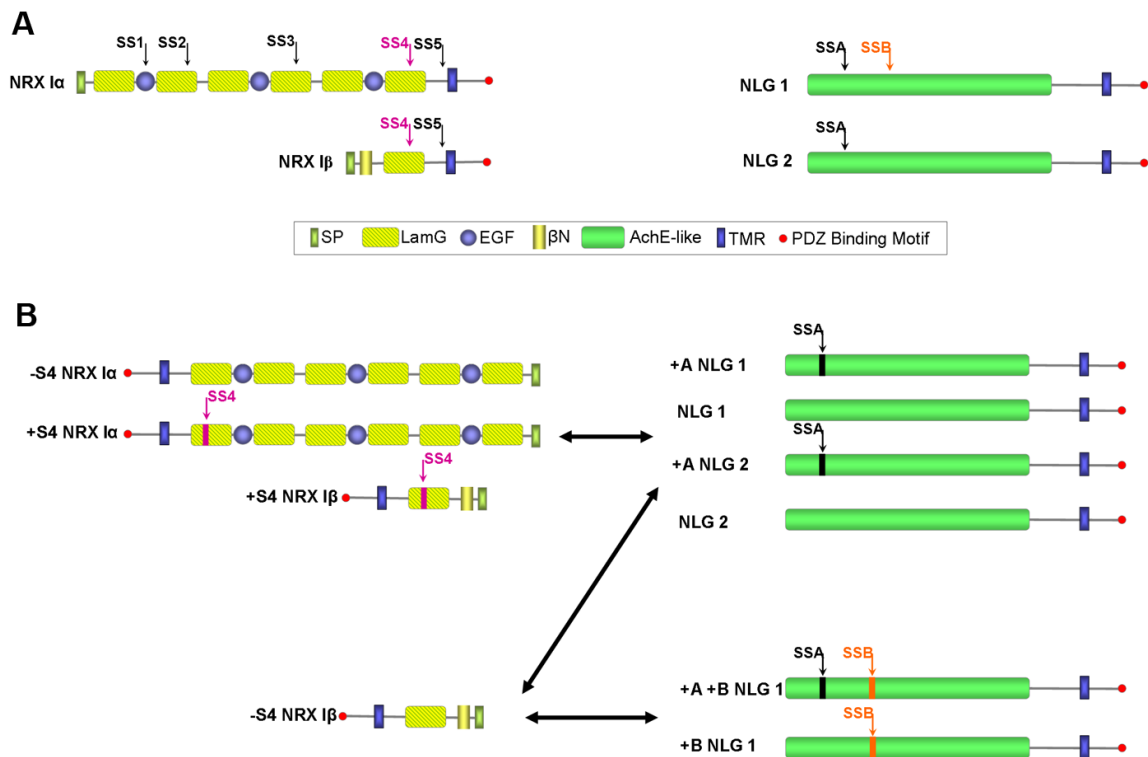 A
SS1 SS2 SS3 SS4 SS5
NRX Iα
SS4 SS5
NRX Iβ
SSA SSB
NLG 1
SSA
NLG 2
SP LamG EGF βN AchE-like TMR PDZ Binding Motif
B
-S4 NRX Iα
SS4
+S4 NRX Iα
SS4
+S4 NRX Iβ
-S4 NRX Iβ
SSA
+A NLG 1
NLG 1
SSA
+A NLG 2
NLG 2
SSA SSB
+A +B NLG 1
SSB
+B NLG 1